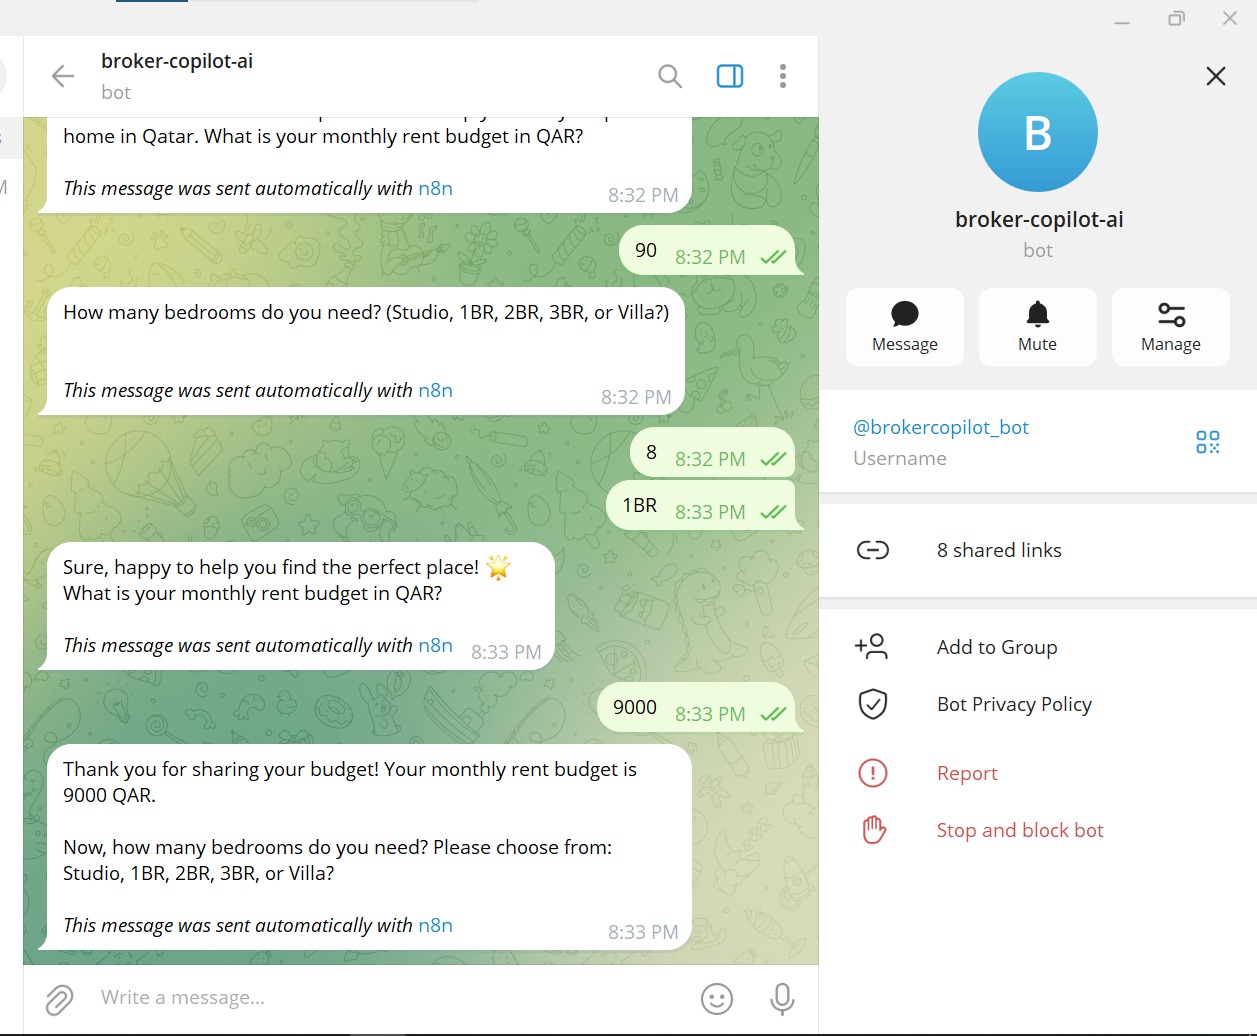 broker-copilot-ai
bot
home in Qatar. What is your monthly rent budget in QAR?
This message was sent automatically with n8n
8:32 PM
90 8:32 PM
How many bedrooms do you need? (Studio, 1BR, 2BR, 3BR, or Villa?)
This message was sent automatically with n8n
8:32 PM
8 8:32 PM
1BR 8:33 PM
Sure, happy to help you find the perfect place! 🌟
What is your monthly rent budget in QAR?
This message was sent automatically with n8n 8:33 PM
9000 8:33 PM
Thank you for sharing your budget! Your monthly rent budget is
9000 QAR.
Now, how many bedrooms do you need? Please choose from:
Studio, 1BR, 2BR, 3BR, or Villa?
This message was sent automatically with n8n
8:33 PM
Write a message...
B
broker-copilot-ai
bot
Message Mute Manage
@brokercopilot_bot
Username
8 shared links
Add to Group
Bot Privacy Policy
Report
Stop and block bot